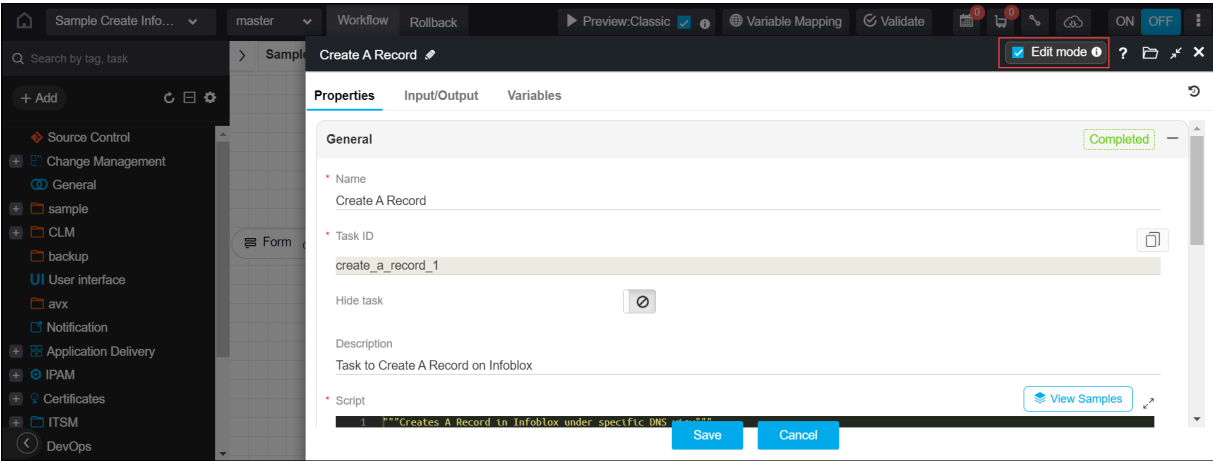 Sample Create Info...
master
Workflow
Rollback
Preview:Classic
Variable Mapping
Validate
0
0
ON
OFF
Search by tag, task
Sample
Create A Record
Edit mode
?
+ Add
Properties
Input/Output
Variables
Source Control
Change Management
General
sample
CLM
backup
User interface
avx
Notification
Application Delivery
IPAM
Certificates
ITSM
DevOps
Form
General
Completed
* Name
Create A Record
* Task ID
create_a_record_1
Hide task
Description
Task to Create A Record on Infoblox
* Script
View Samples
1 """Creates A Record in Infoblox under specific DNS view"""
Save
Cancel